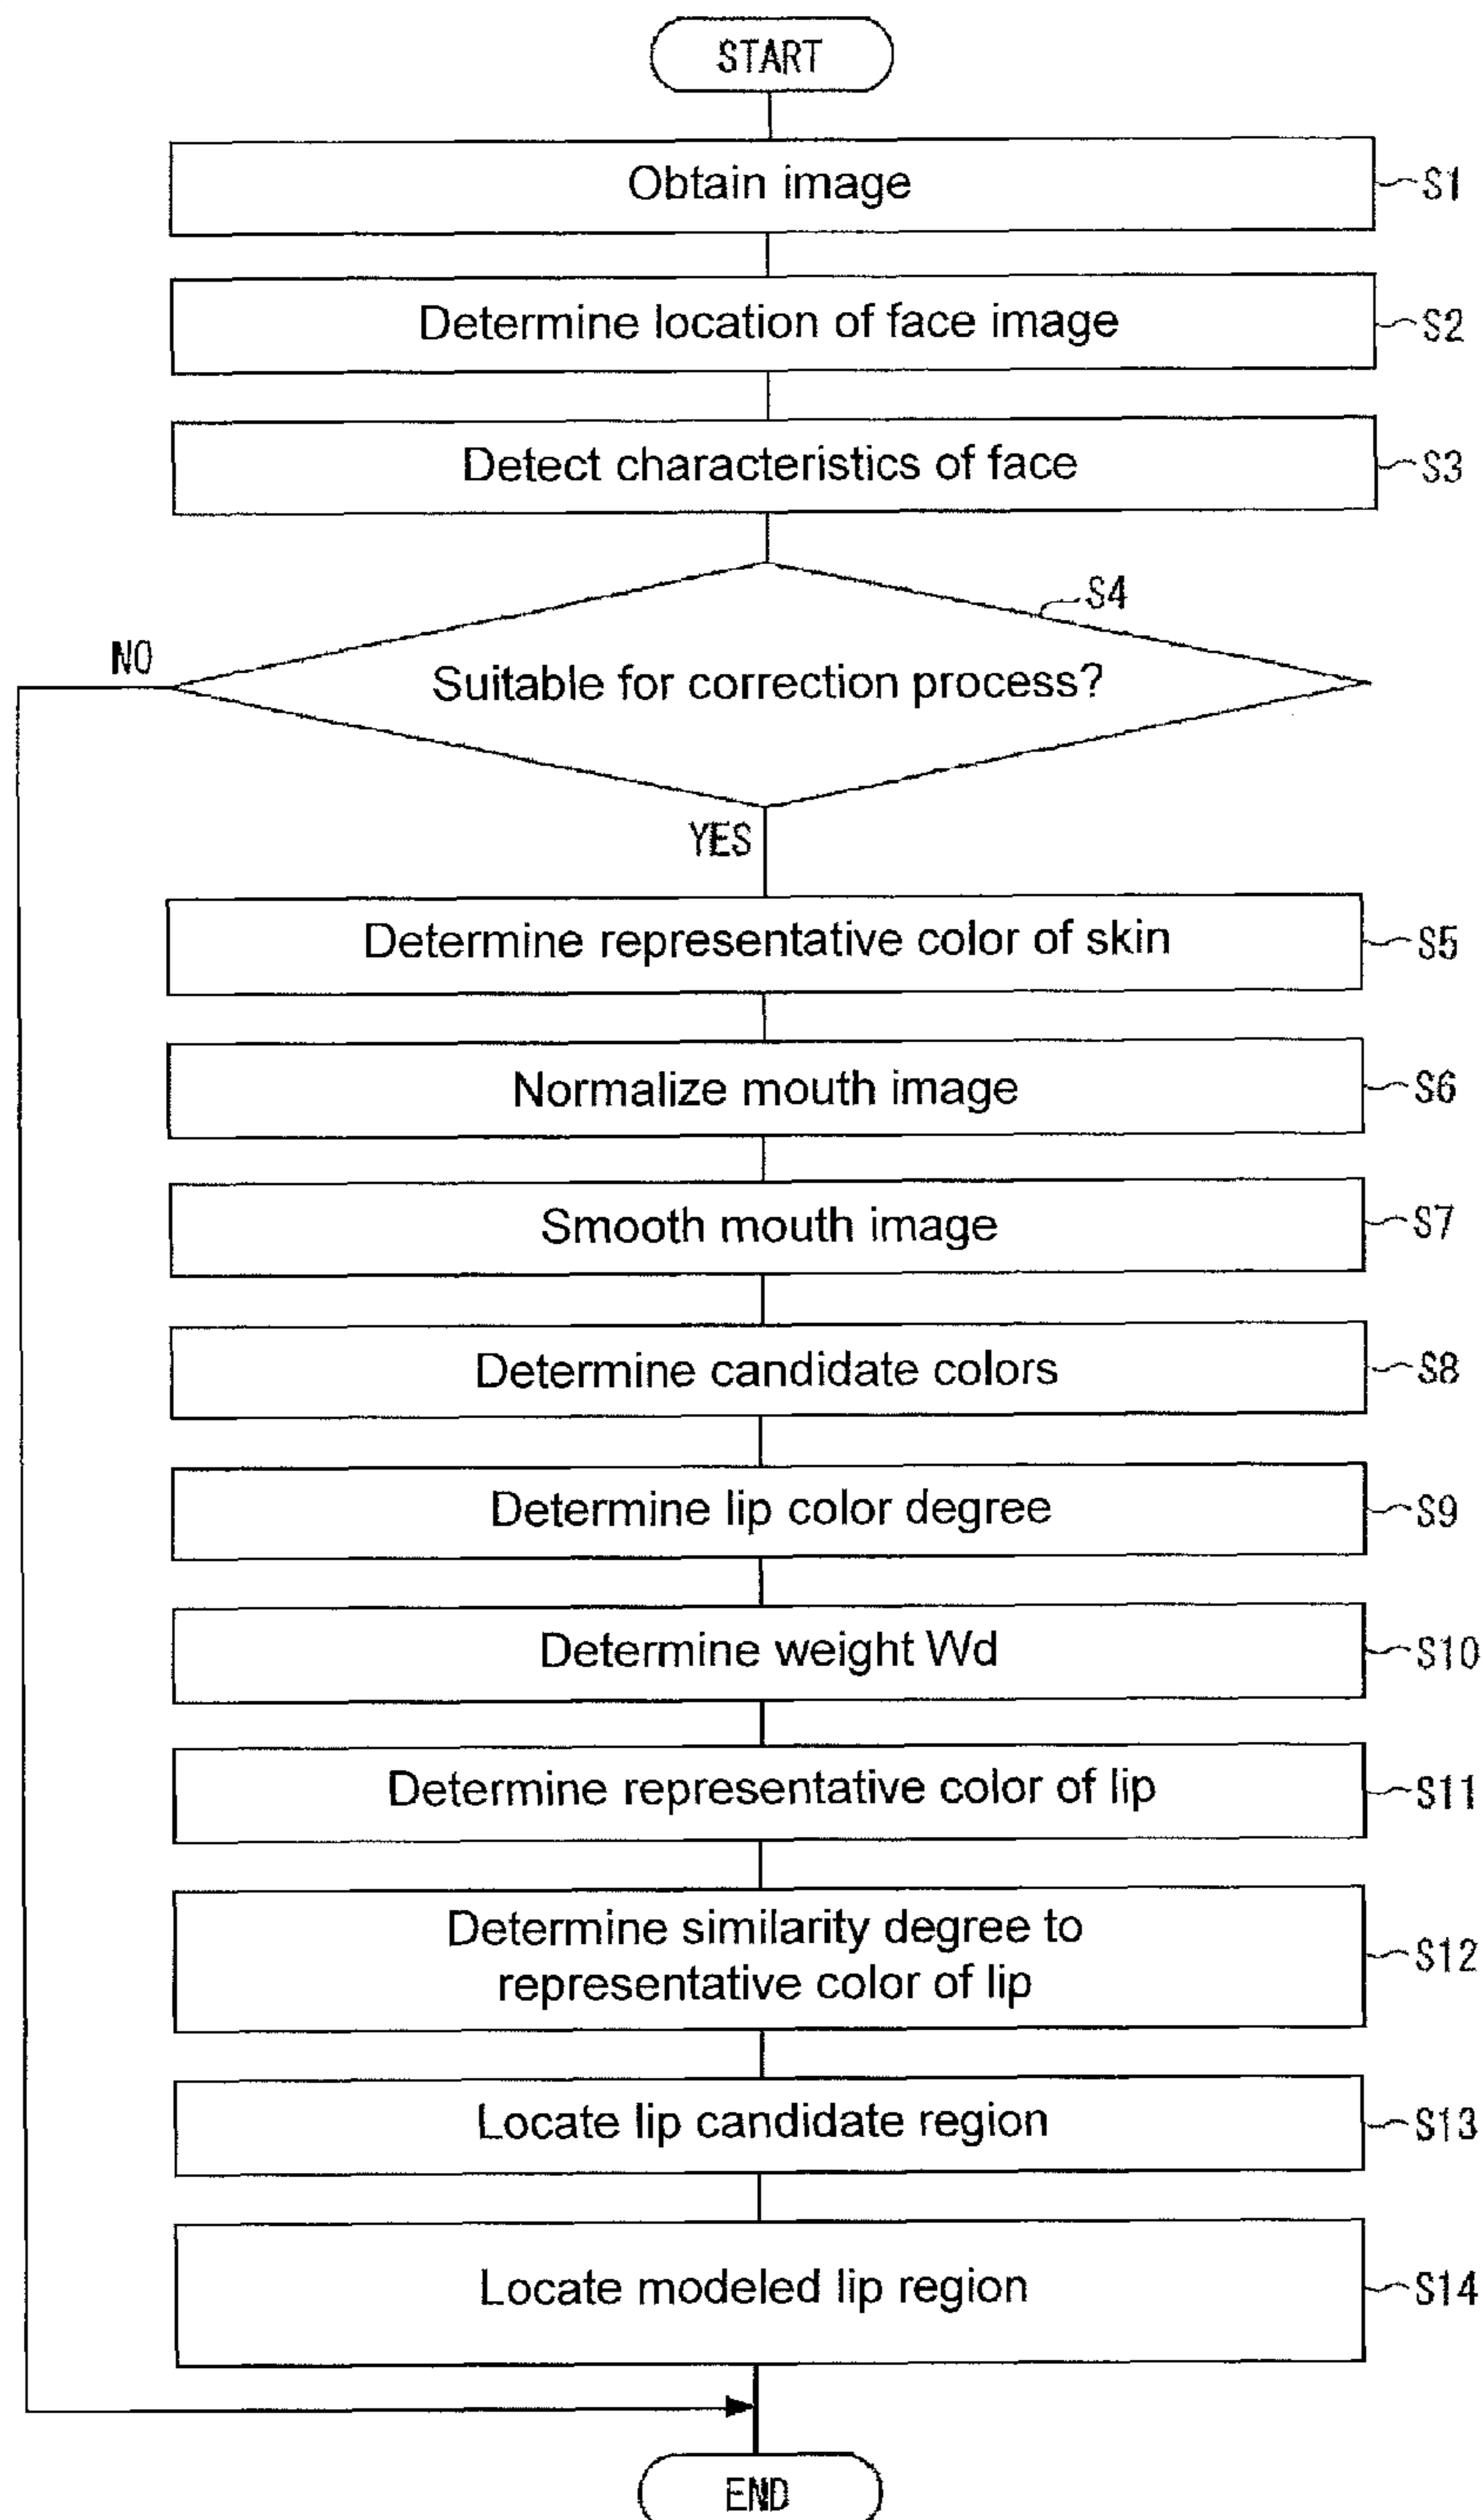 START
Obtain image
S1
Determine location of face image
S2
Detect characteristics of face
S3
S4
NO
Suitable for correction process?
YES
Determine representative color of skin
S5
Normalize mouth image
S6
Smooth mouth image
S7
Determine candidate colors
S8
Determine lip color degree
S9
Determine weight Wd
S10
Determine representative color of lip
S11
Determine similarity degree to
representative color of lip
S12
Locate lip candidate region
S13
Locate modeled lip region
S14
END